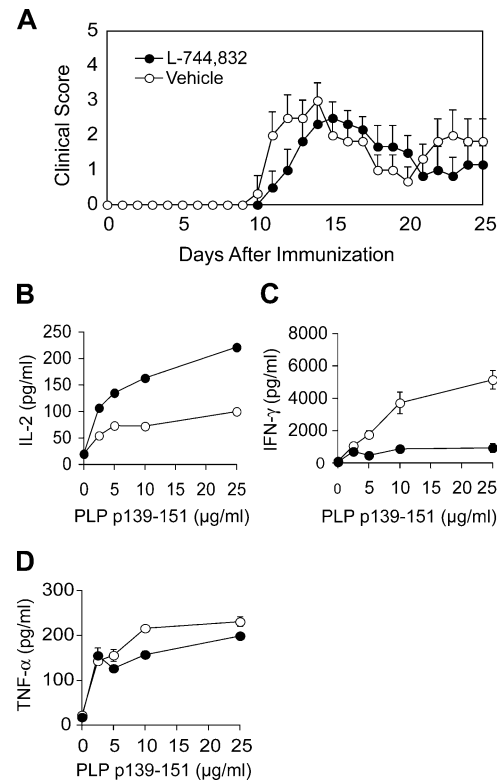 A
5
4
3
2
1
0
Clinical Score
L-744,832
Vehicle
0 5 10 15 20 25
Days After Immunization
B
250
200
150
100
50
0
IL-2 (pg/ml)
0 5 10 15 20 25
PLP p139-151 (µg/ml)
C
8000
6000
4000
2000
0
IFN-γ (pg/ml)
0 5 10 15 20 25
PLP p139-151 (µg/ml)
D
300
200
100
0
TNF-α (pg/ml)
0 5 10 15 20 25
PLP p139-151 (µg/ml)